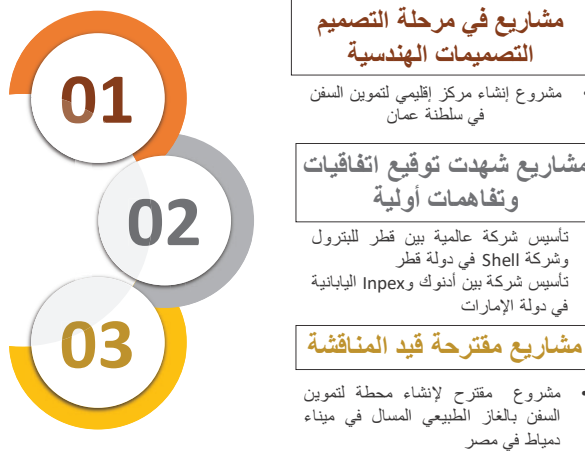 01
مشاريع في مرحلة التصميم
التصميمات الهندسية
• مشروع إنشاء مركز إقليمي لتموين السفن
في سلطنة عمان
02
مشاريع شهدت توقيع اتفاقيات
وتفاهمات أولية
تأسيس شركة عالمية بين قطر للبترول
وشركة Shell في دولة قطر
تأسيس شركة بين أدنوك وInpex اليابانية
في دولة الإمارات
03
مشاريع مقترحة قيد المناقشة
• مشروع مقترح لإنشاء محطة لتموين
السفن بالغاز الطبيعي المسال في ميناء
دمياط في مصر